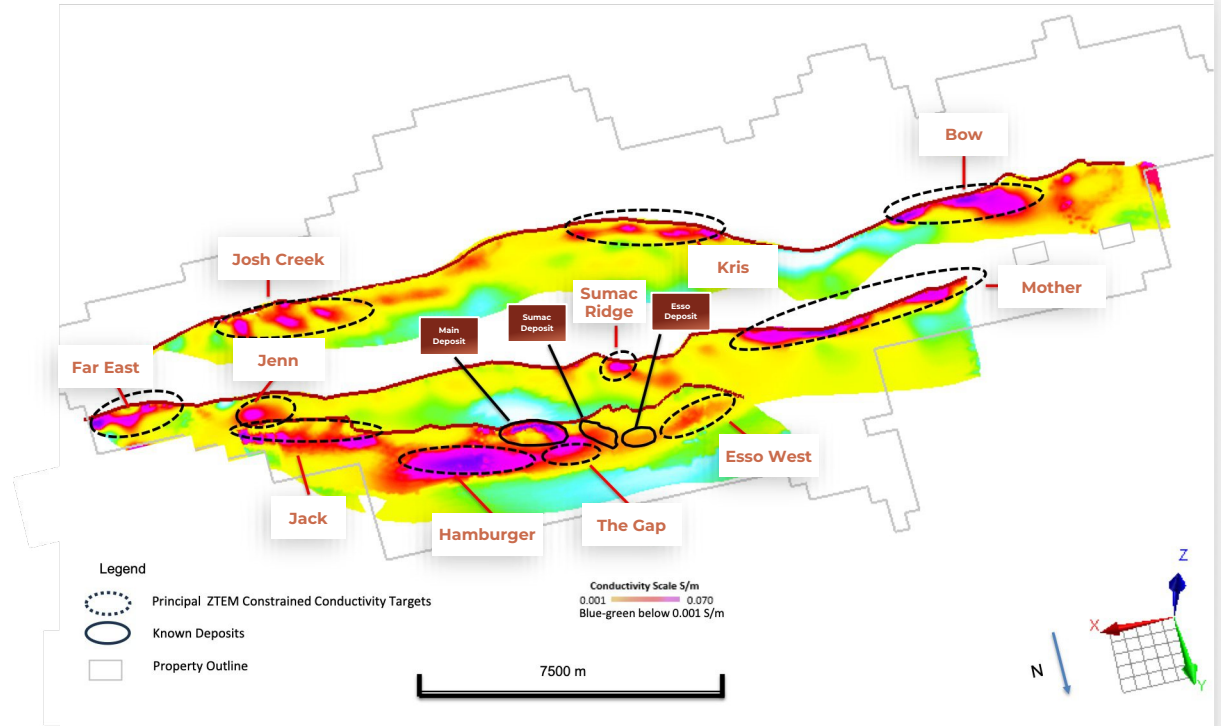 Bow
Josh Creek
Kris
Mother
Sumac
Ridge
Esso
Deposit
Sumac
Deposit
Main
Deposit
Far East
Jenn
Esso West
Jack
Hamburger
The Gap
Legend
Principal ZTEM Constrained Conductivity Targets
Known Deposits
Property Outline
Conductivity Scale S/m
0.001 0.070
Blue-green below 0.001 S/m
7500 m
N
Z
X
Y